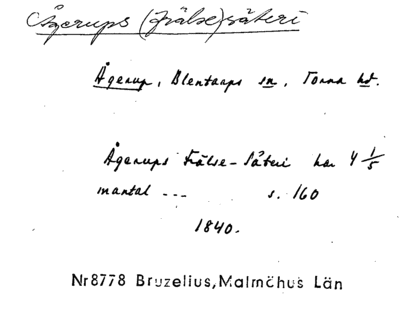 Ågerups (frälse)säteri
Ågerup, Blentarps sn, Torna hd.
Ågerups Frälse-Säteri har 4 1/5
mantal --- s. 160
1840.
Nr8778 Bruzelius, Malmöhus Län